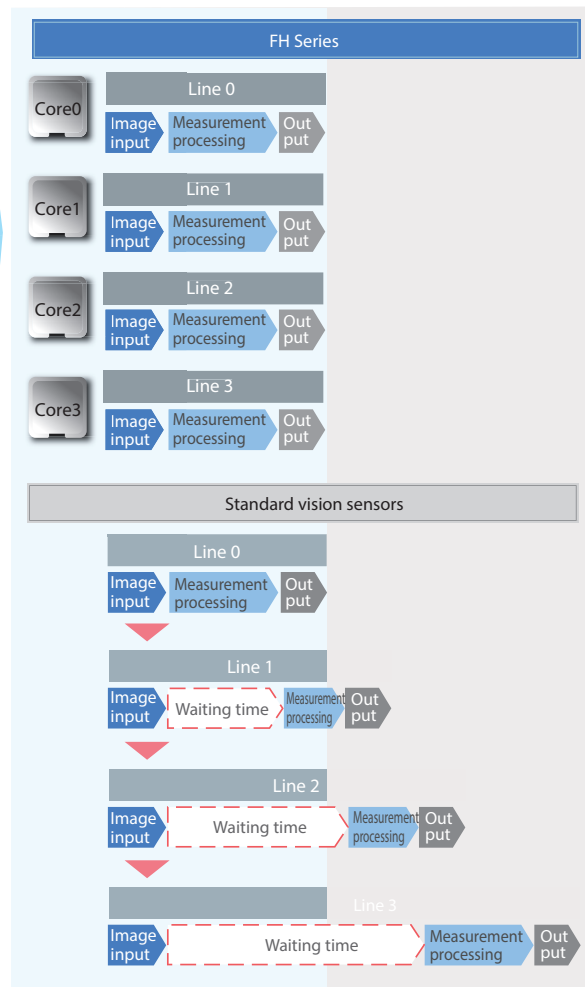 FH Series
Core0
Line 0
Image
input
Measurement
processing
Out
put
Core1
Line 1
Image
input
Measurement
processing
Out
put
Core2
Line 2
Image
input
Measurement
processing
Out
put
Core3
Line 3
Image
input
Measurement
processing
Out
put
Standard vision sensors
Line 0
Image
input
Measurement
processing
Out
put
Line 1
Image
input
Waiting time
Measurement
processing
Out
put
Line 2
Image
input
Waiting time
Measurement
processing
Out
put
Line 3
Image
input
Waiting time
Measurement
processing
Out
put